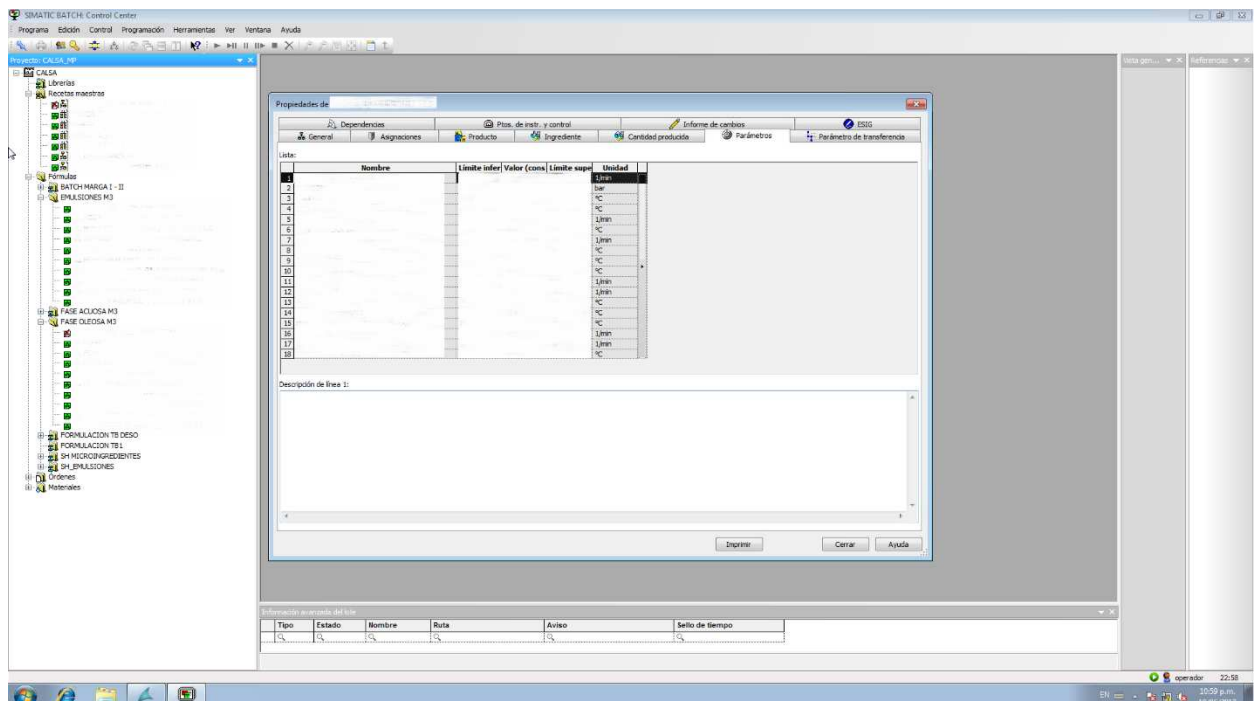 SIMATIC BATCH: Control Center
Programa Edición Control Programación Herramientas Ver Ventana Ayuda
Proyecto: CALSA_MP
CALSA
Librerías
Recetas maestras
Fórmulas
BATCH MARGA I - II
EMULSIONES M3
FASE ACUOSA M3
FASE OLEOSA M3
FORMULACION TB DESO
FORMULACION TB1
SH MICROINGREDIENTES
SH_EMULSIONES
Órdenes
Materiales
Propiedades de
Dependencias Ptos. de instr. y control Informe de cambios ESIG
General Asignaciones Producto Ingrediente Cantidad producida Parámetros Parámetro de transferencia
Lista:
Nombre Límite infer Valor (cons Límite supe Unidad
1 1/min
2 bar
3 °C
4 °C
5 1/min
6 °C
7 1/min
8 °C
9 °C
10 °C
11 1/min
12 1/min
13 °C
14 °C
15 °C
16 1/min
17 1/min
18 °C
Descripción de línea 1:
Imprimir Cerrar Ayuda
Vista gen...
Referencias
Información avanzada del lote
Tipo Estado Nombre Ruta Aviso Sello de tiempo
operador 22:58
EN 10:59 p.m.